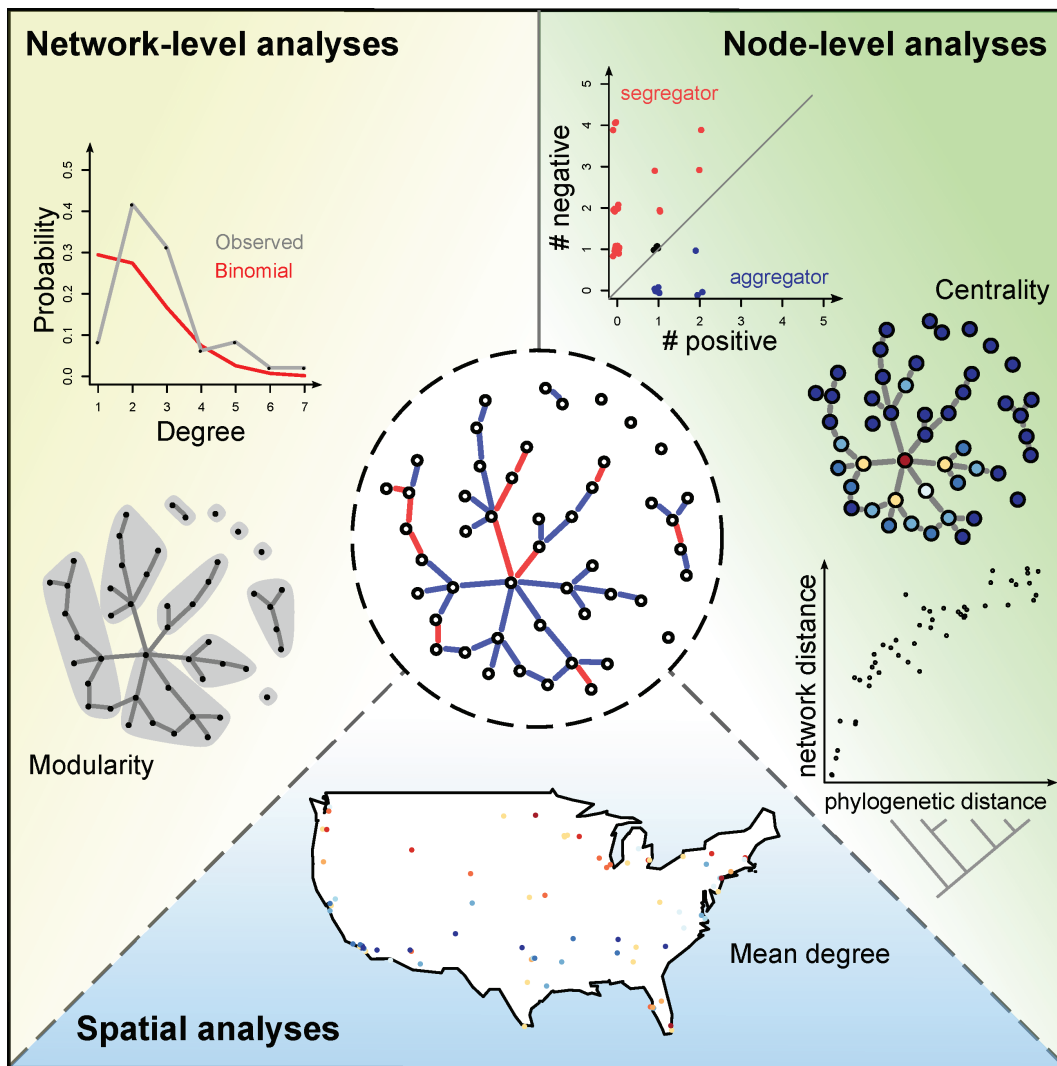 Network-level analyses
Node-level analyses
Probability
0.0
0.1
0.2
0.3
0.4
0.5
Observed
Binomial
1 2 3 4 5 6 7
Degree
# negative
0
1
2
3
4
5
segregator
aggregator
0 1 2 3 4 5
# positive
Centrality
Modularity
network distance
phylogenetic distance
Mean degree
Spatial analyses